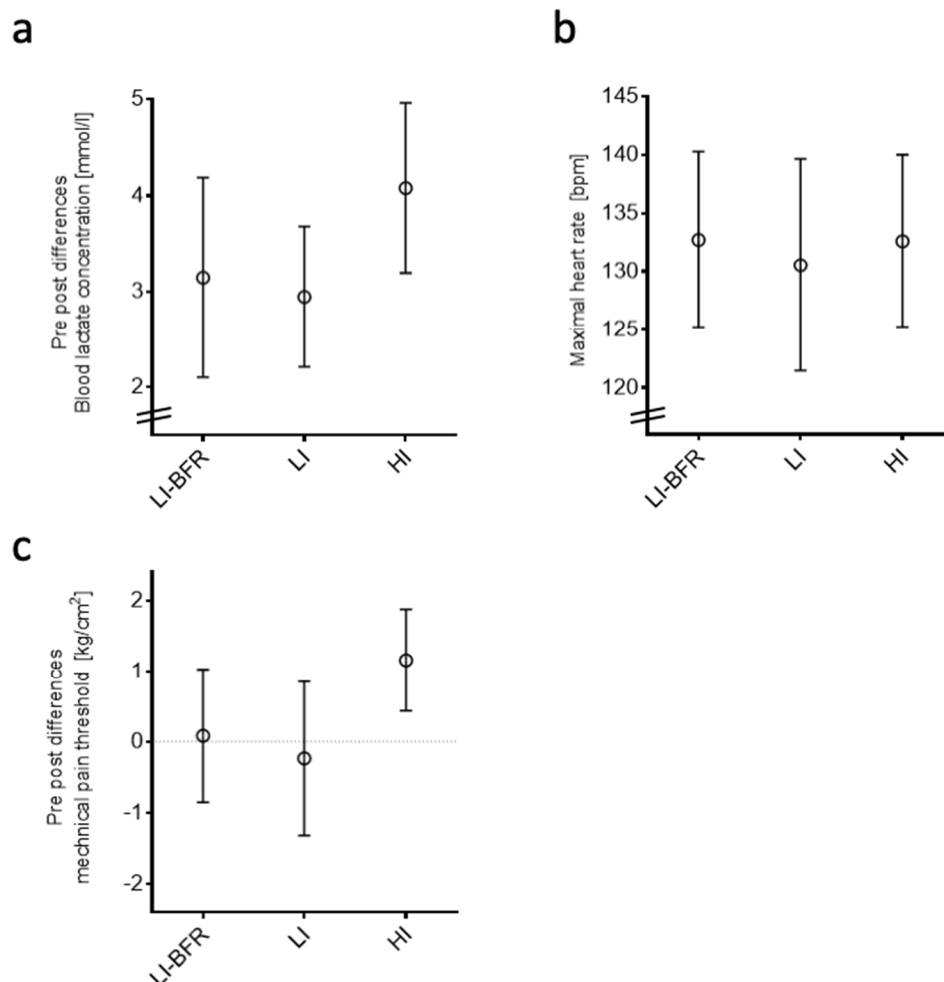 a
Pre post differences
Blood lactate concentration [mmol/l]
5
4
3
2
LI-BFR
LI
HI
b
Maximal heart rate [bpm]
145
140
135
130
125
120
LI-BFR
LI
HI
c
Pre post differences
mechnical pain threshold [kg/cm²]
2
1
0
-1
-2
LI-BFR
LI
HI